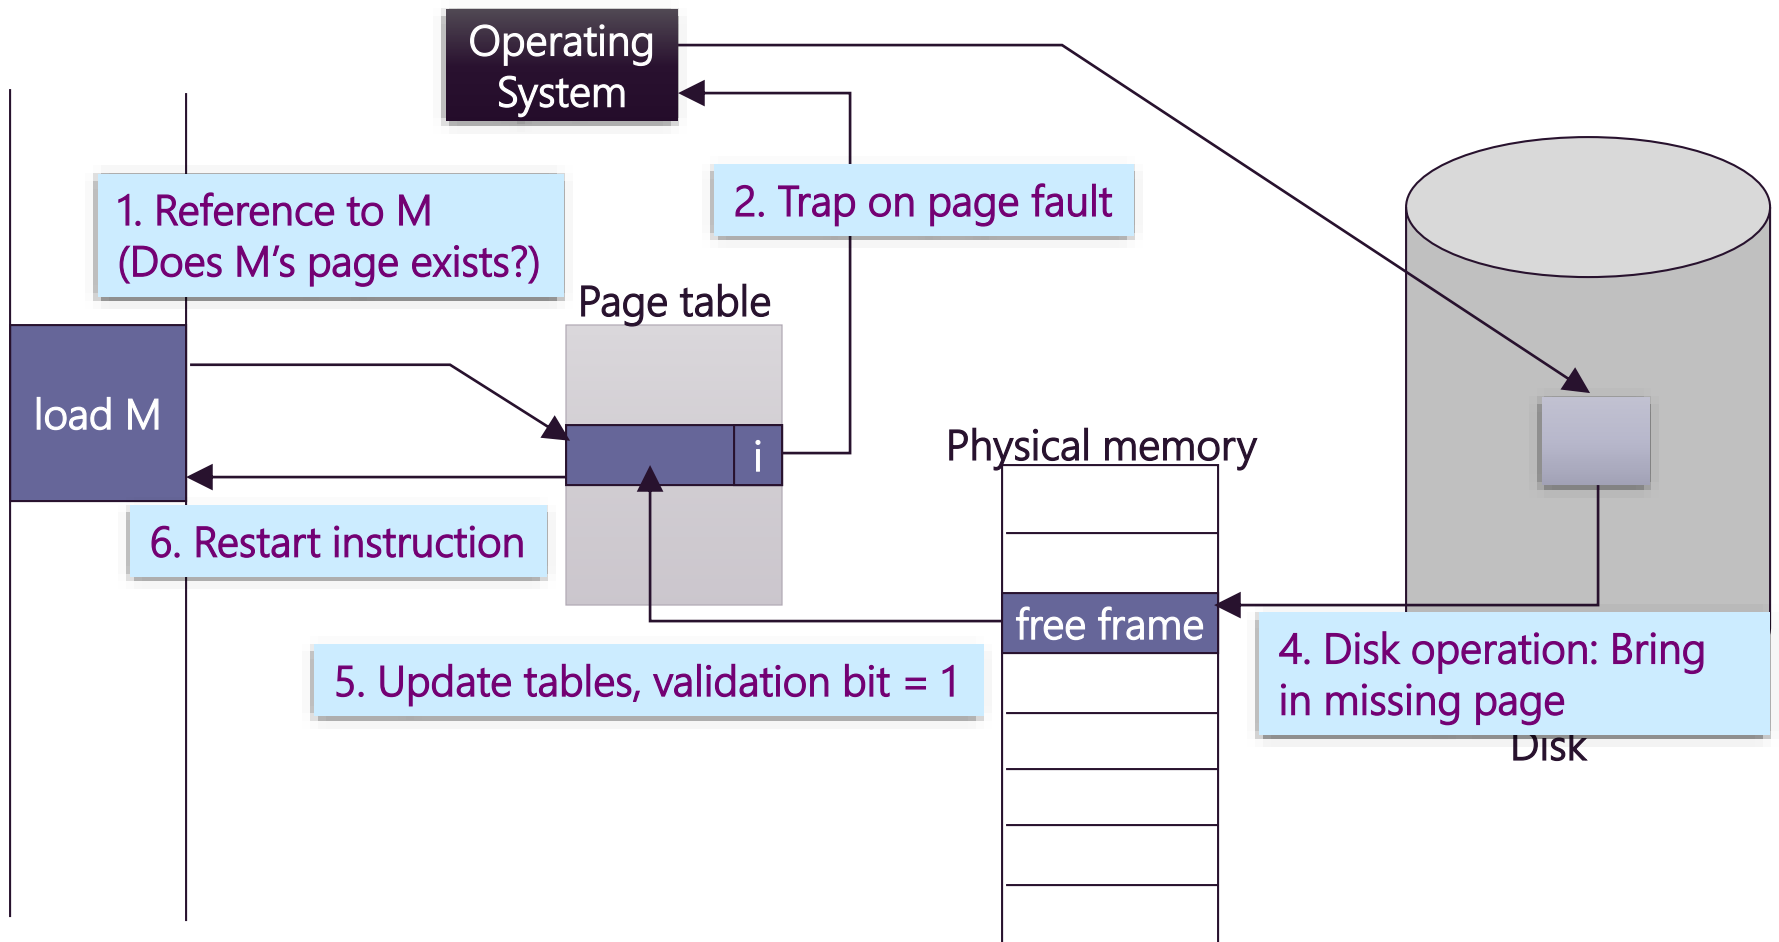 Operating
System
1. Reference to M
(Does M’s page exists?)
2. Trap on page fault
Page table
load M
i
Physical memory
6. Restart instruction
free frame
4. Disk operation: Bring
in missing page
5. Update tables, validation bit = 1
Disk